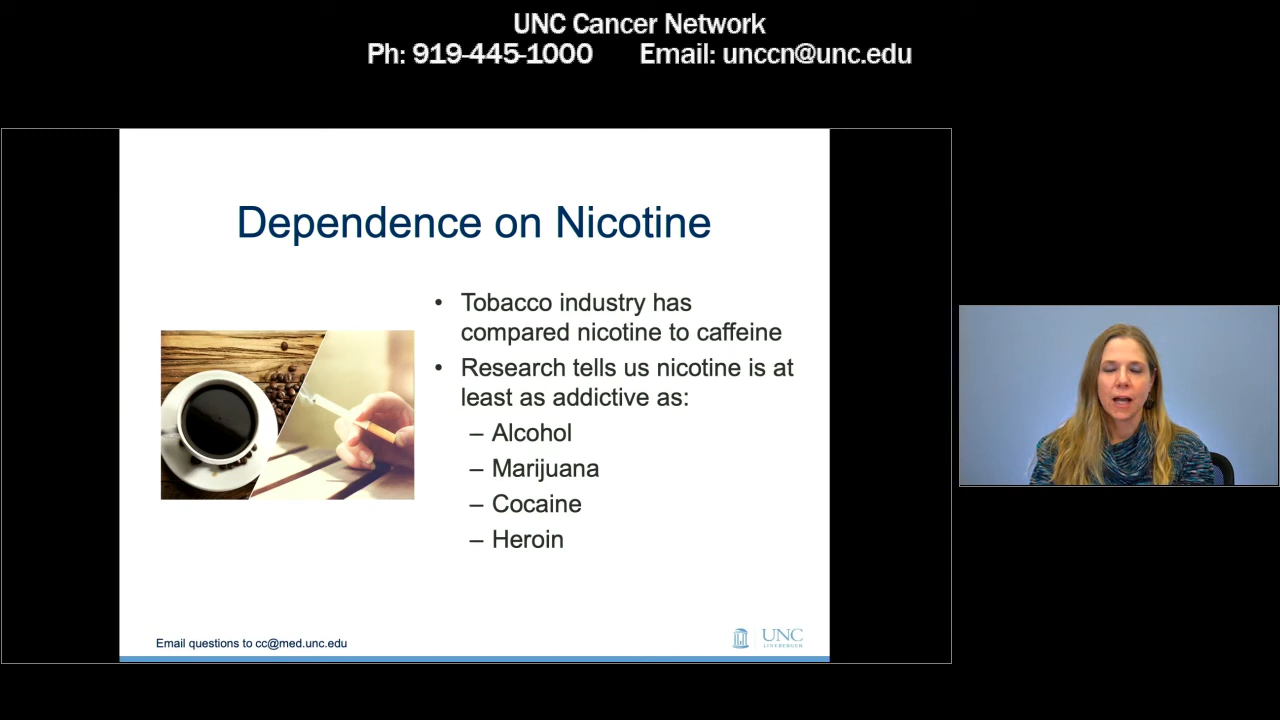 UNC Cancer Network
Ph: 919-445-1000 Email: unccn@unc.edu
Dependence on Nicotine
• Tobacco industry has
compared nicotine to caffeine
• Research tells us nicotine is at
least as addictive as:
– Alcohol
– Marijuana
– Cocaine
– Heroin
Email questions to cc@med.unc.edu
UNC
LINEBERGER